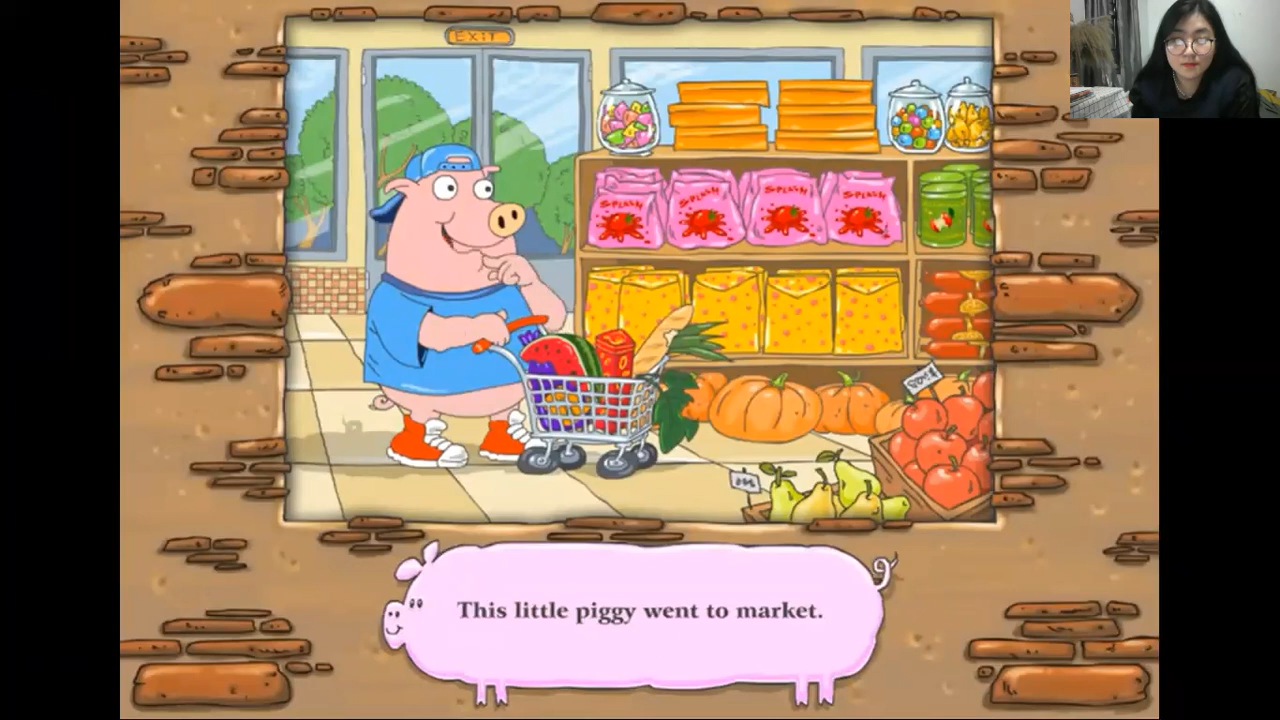 EXIT
SPLASH
SPLASH
SPLASH
SPLASH
This little piggy went to market.